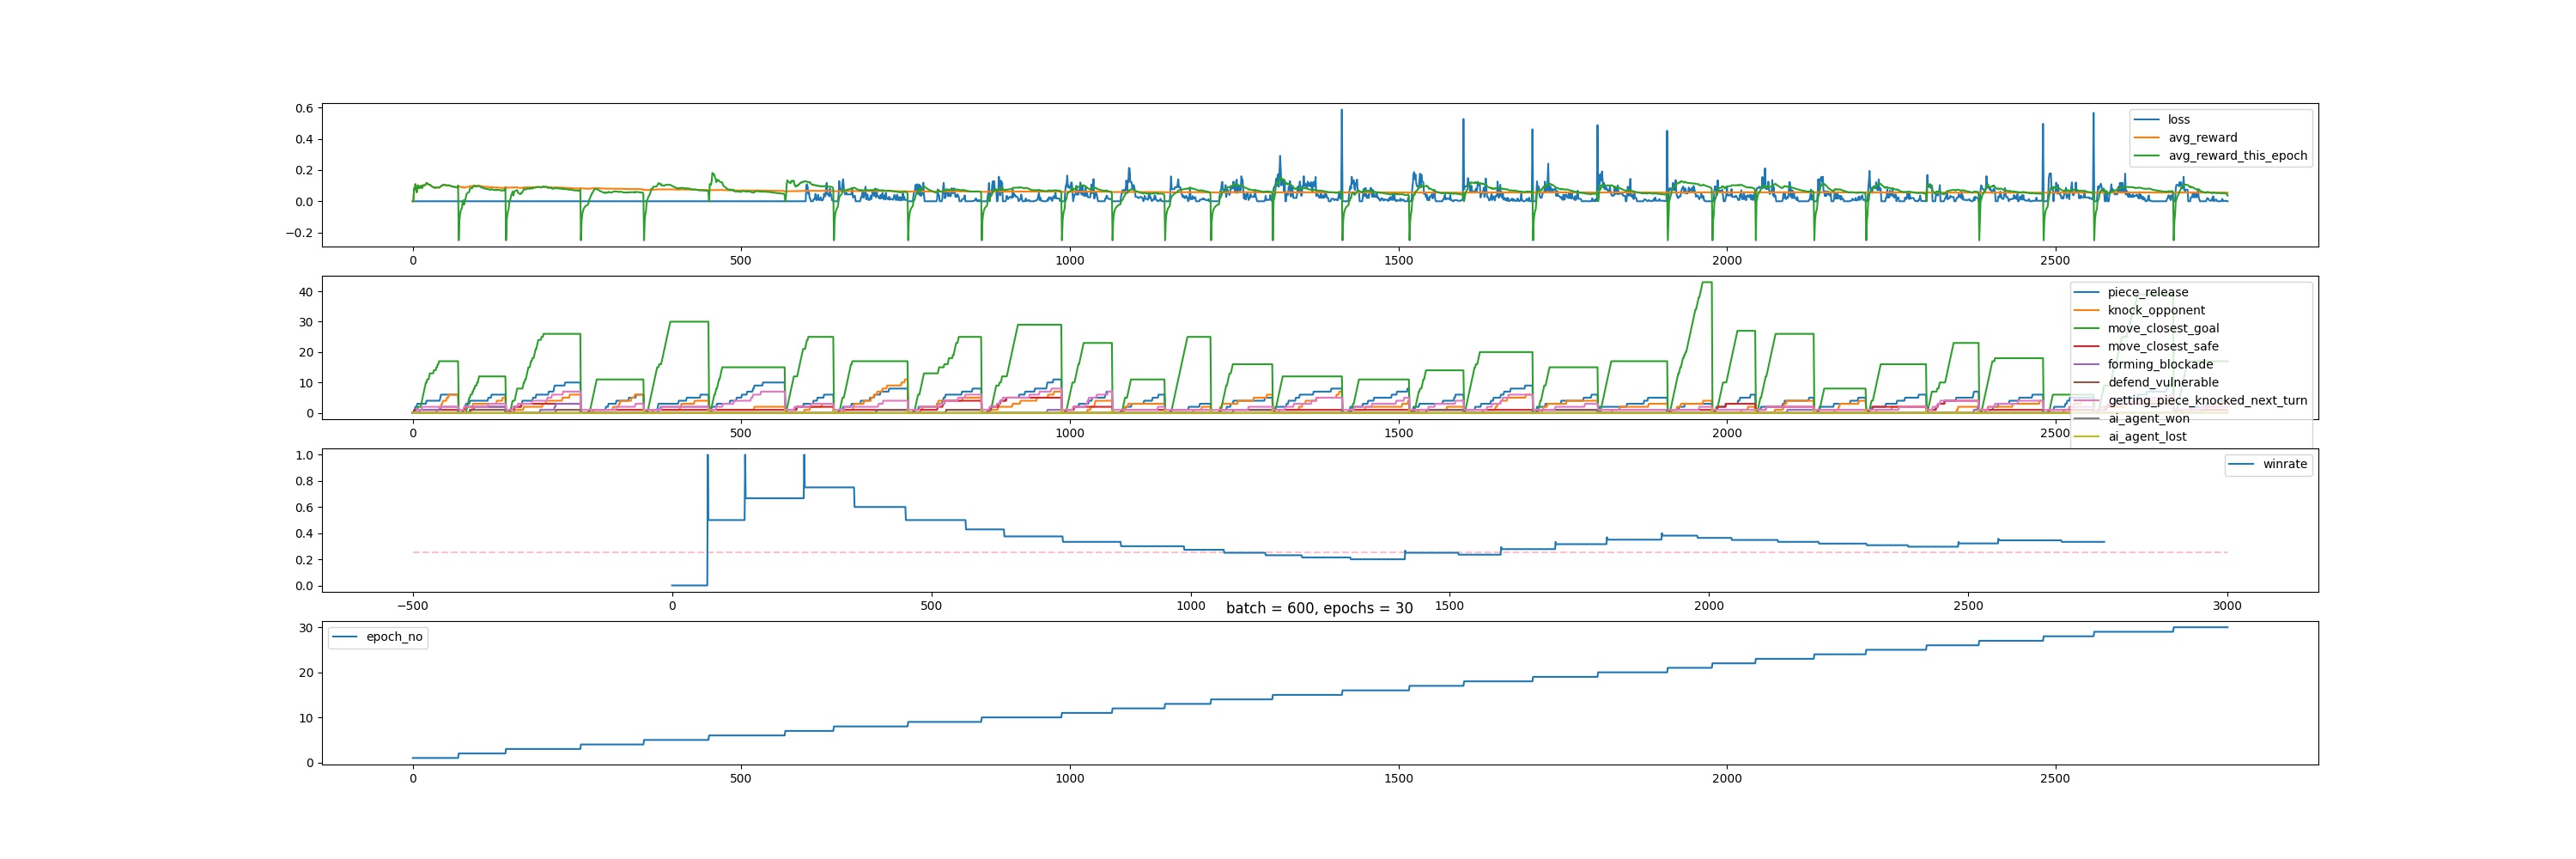 0.6
0.4
0.2
0.0
−0.2
loss
avg_reward
avg_reward_this_epoch
0 500 1000 1500 2000 2500
40
30
20
10
0
piece_release
knock_opponent
move_closest_goal
move_closest_safe
forming_blockade
defend_vulnerable
getting_piece_knocked_next_turn
ai_agent_won
ai_agent_lost
0 500 1000 1500 2000 2500
1.0
0.8
0.6
0.4
0.2
0.0
winrate
−500 0 500 1000 1500 2000 2500 3000
batch = 600, epochs = 30
30
20
10
0
epoch_no
0 500 1000 1500 2000 2500